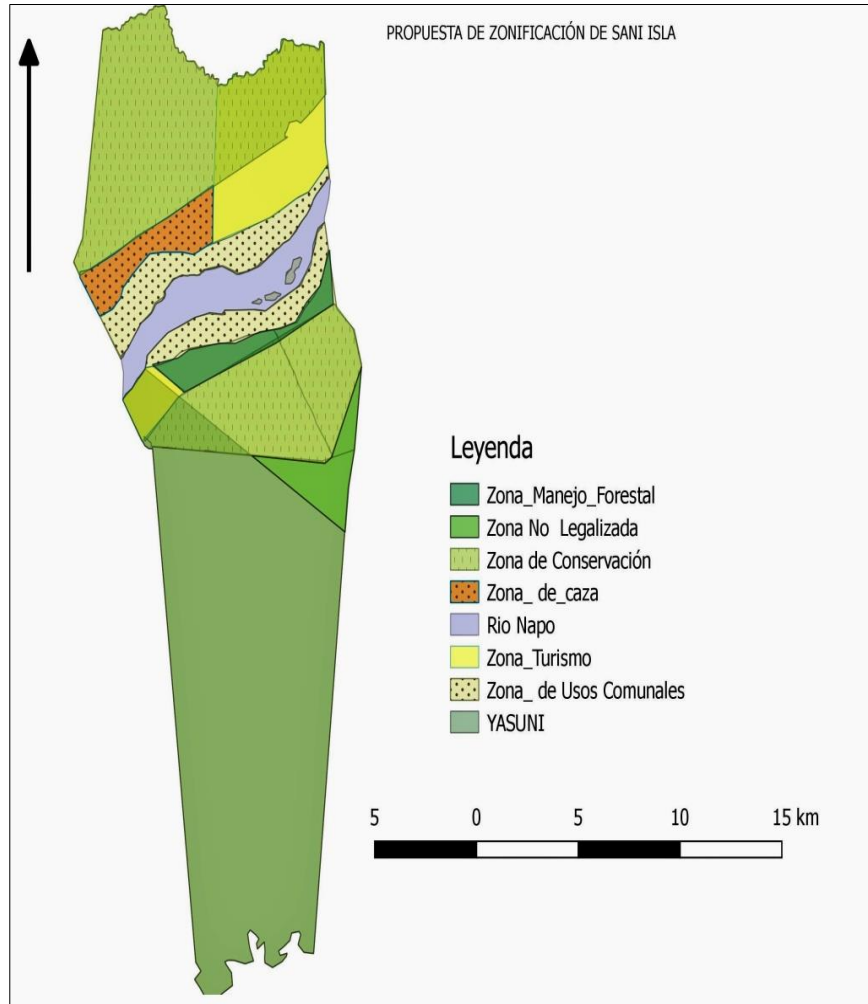 PROPUESTA DE ZONIFICACIÓN DE SANI ISLA
Leyenda
Zona_Manejo_Forestal
Zona No Legalizada
Zona de Conservación
Zona_ de_caza
Rio Napo
Zona_Turismo
Zona_ de Usos Comunales
YASUNI
5 0 5 10 15 km